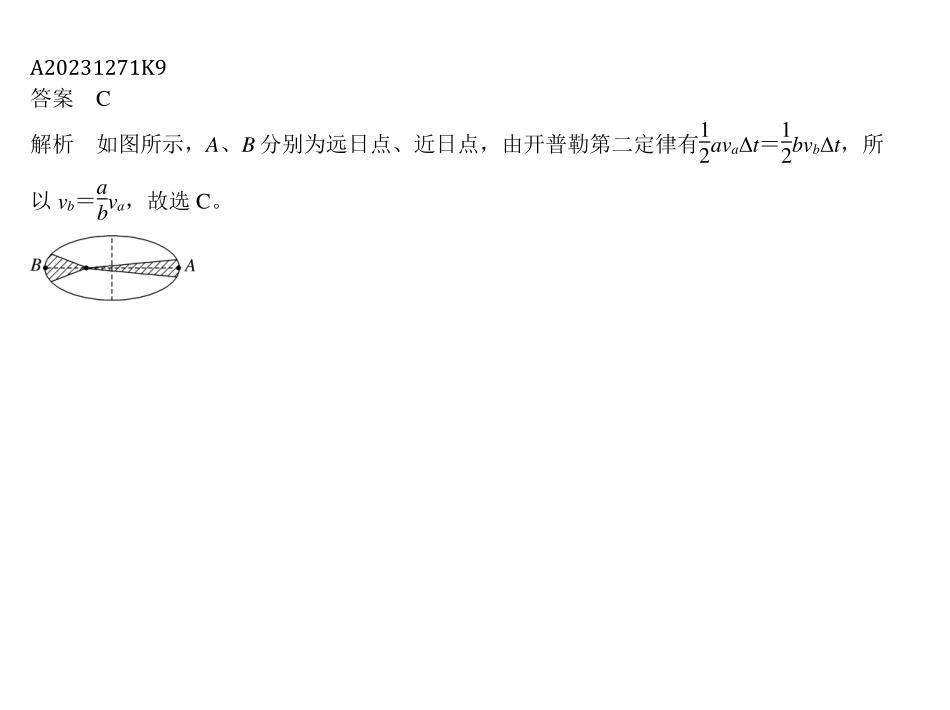 A20231271K9
答案 C
解析 如图所示，A、B 分别为远日点、近日点，由开普勒第二定律有$\frac{1}{2}av_a\Delta t=\frac{1}{2}bv_b\Delta t$，所
以 $v_b=\frac{a}{b}v_a$，故选 C。
B A